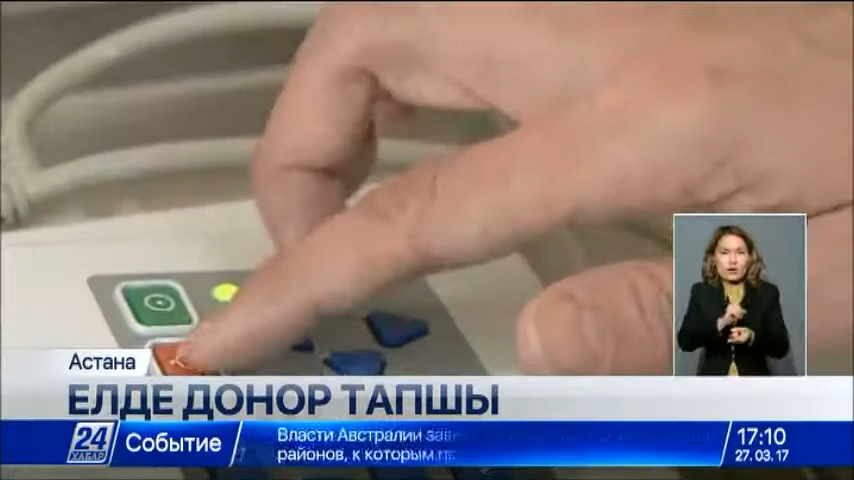 Астана
ЕЛДЕ ДОНОР ТАПШЫ
24
ХАБАР
Событие
Власти Австралии
районов, к которым
17:10
27.03.17